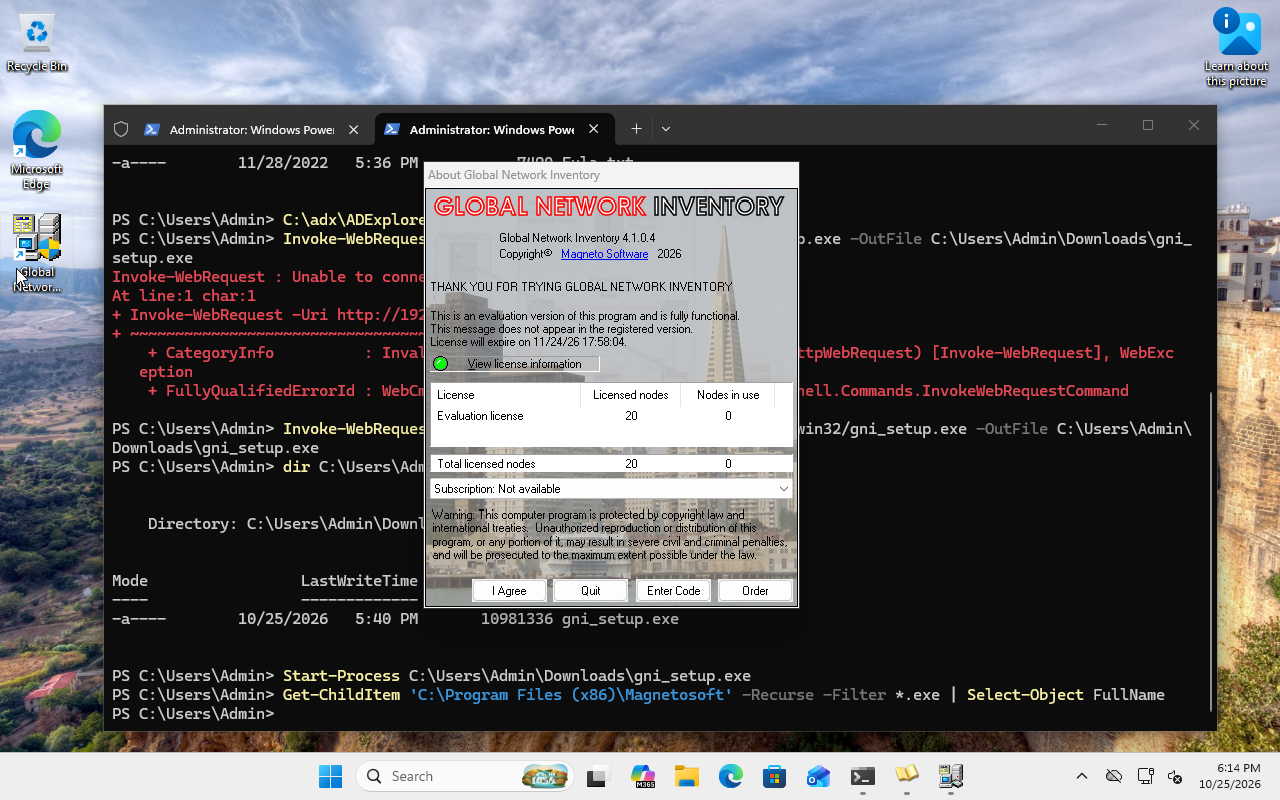 Recycle Bin
Learn about
this picture
Microsoft
Edge
Global
Networ...
Administrator: Windows Power
Administrator: Windows Powe
-a---- 11/28/2022 5:36 PM 7490 Eula.txt
PS C:\Users\Admin> C:\adx\ADExplore
PS C:\Users\Admin> Invoke-WebReques p.exe -OutFile C:\Users\Admin\Downloads\gni_
setup.exe
Invoke-WebRequest : Unable to conne
At line:1 char:1
+ Invoke-WebRequest -Uri http://192
+ ~~~~~~~~~~~~~~~~~~~~~~~~~~~~~~~~~
+ CategoryInfo : Inval ttpWebRequest) [Invoke-WebRequest], WebExc
eption
+ FullyQualifiedErrorId : WebCm hell.Commands.InvokeWebRequestCommand
PS C:\Users\Admin> Invoke-WebReques win32/gni_setup.exe -OutFile C:\Users\Admin\
Downloads\gni_setup.exe
PS C:\Users\Admin> dir C:\Users\Adm
Directory: C:\Users\Admin\Downl
Mode LastWriteTime
---- -------------
-a---- 10/25/2026 5:40 PM 10981336 gni_setup.exe
PS C:\Users\Admin> Start-Process C:\Users\Admin\Downloads\gni_setup.exe
PS C:\Users\Admin> Get-ChildItem 'C:\Program Files (x86)\Magnetosoft' -Recurse -Filter *.exe | Select-Object FullName
PS C:\Users\Admin>
About Global Network Inventory
GLOBAL NETWORK INVENTORY
Global Network Inventory 4.1.0.4
Copyright© Magneto Software 2026
THANK YOU FOR TRYING GLOBAL NETWORK INVENTORY
This is an evaluation version of this program and is fully functional.
This message does not appear in the registered version.
License will expire on 11/24/26 17:58:04.
View license information
License Licensed nodes Nodes in use
Evaluation license 20 0
Total licensed nodes 20 0
Subscription: Not available
Warning: This computer program is protected by copyright law and
international treaties. Unauthorized reproduction or distribution of this
program, or any portion of it, may result in severe civil and criminal penalties,
and will be prosecuted to the maximum extent possible under the law.
I Agree Quit Enter Code Order
Search
M365
6:14 PM
10/25/2026